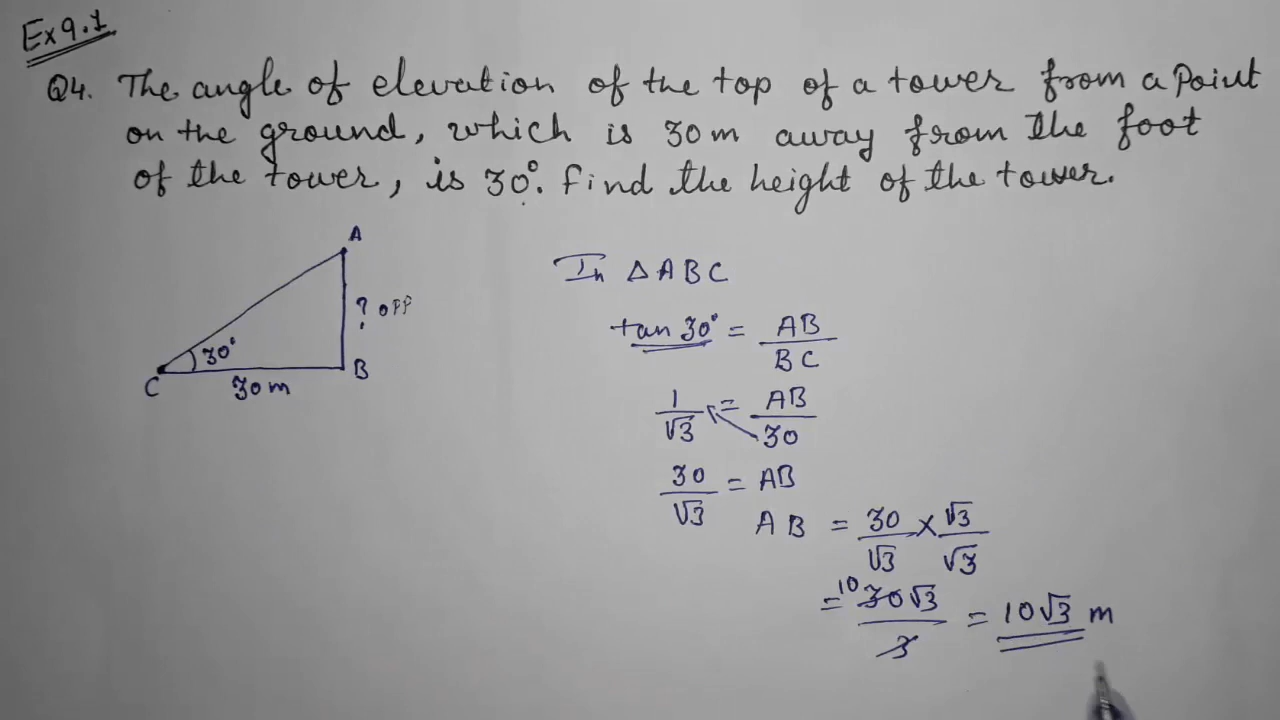 Ex 9.1
Q4. The angle of elevation of the top of a tower from a Point
on the ground, which is 30 m away from the foot
of the tower, is 30°. Find the height of the tower.
A
? opp
30°
C
30 m
B
In △ABC
tan 30° = AB/BC
1/√3 = AB/30
30/√3 = AB
AB = 30/√3 × √3/√3
= 10 30√3/3 = 10√3 m